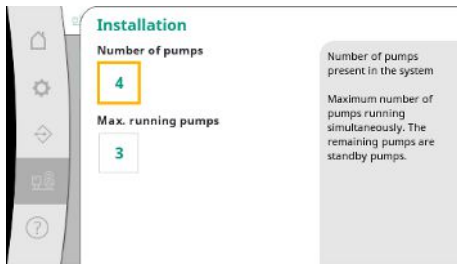 Installation
Number of pumps
4
Max. running pumps
3
Number of pumps
present in the system
Maximum number of
pumps running
simultaneously. The
remaining pumps are
standby pumps.
?